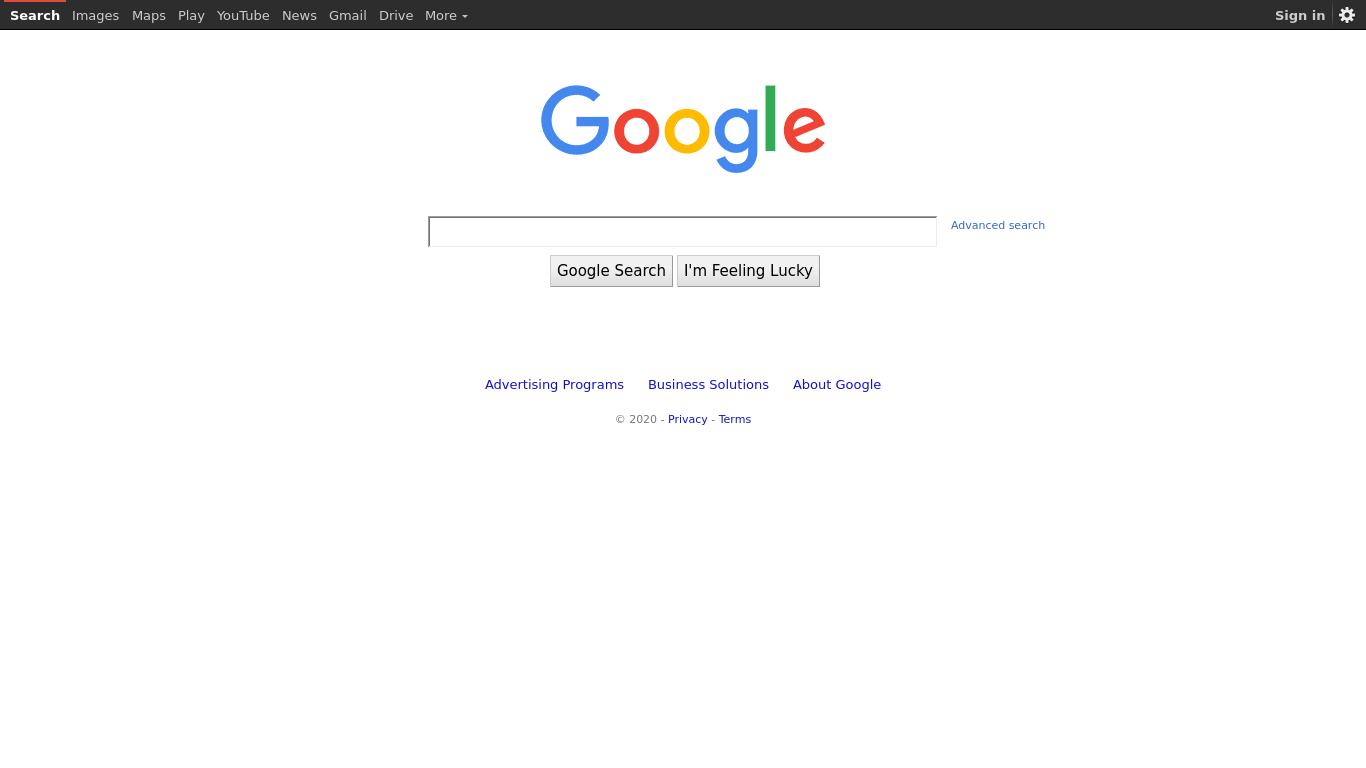 Search Images Maps Play YouTube News Gmail Drive More Sign in
Google
Advanced search
Google Search I'm Feeling Lucky
Advertising Programs Business Solutions About Google
© 2020 - Privacy - Terms